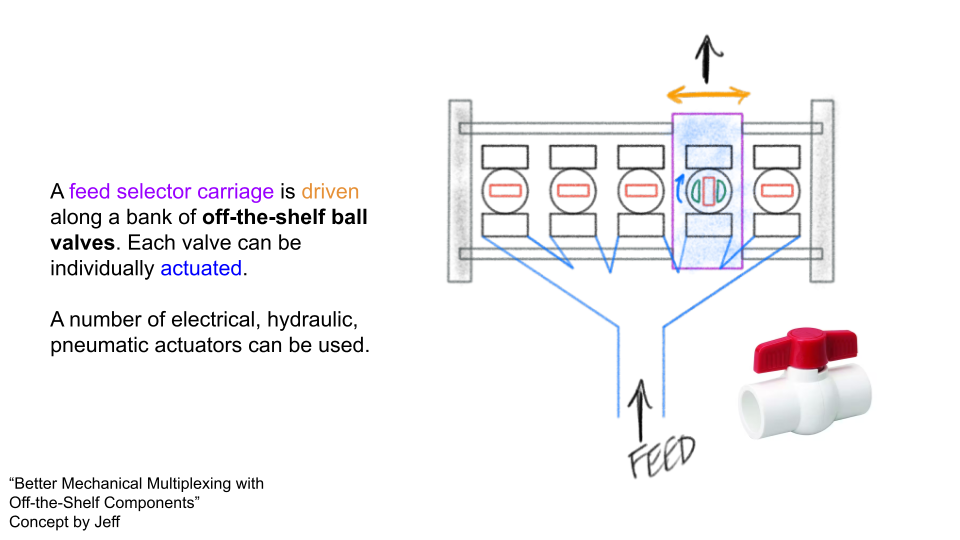 A feed selector carriage is driven
along a bank of off-the-shelf ball
valves. Each valve can be
individually actuated.
A number of electrical, hydraulic,
pneumatic actuators can be used.
FEED
“Better Mechanical Multiplexing with
Off-the-Shelf Components”
Concept by Jeff